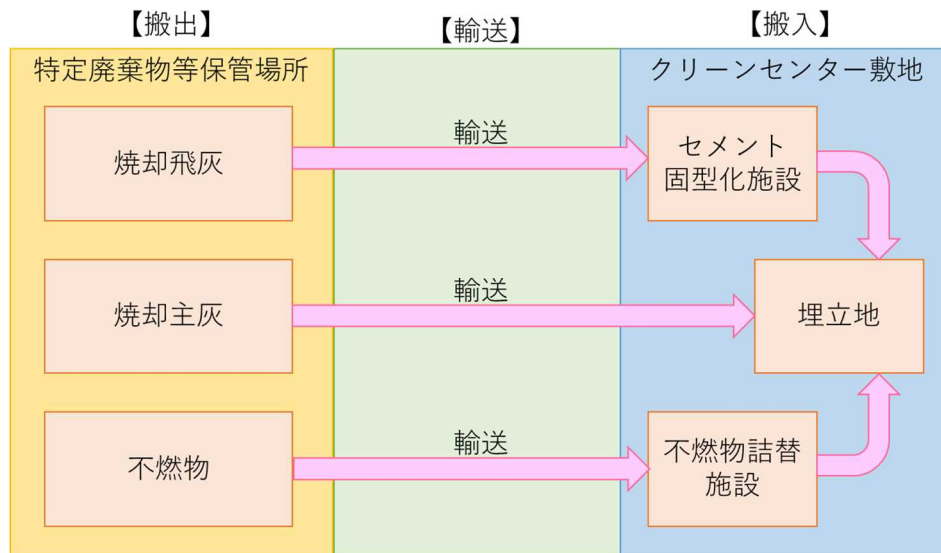 【搬出】
【輸送】
【搬入】
特定廃棄物等保管場所
クリーンセンター敷地
焼却飛灰
輸送
セメント
固型化施設
焼却主灰
輸送
埋立地
不燃物
輸送
不燃物詰替
施設